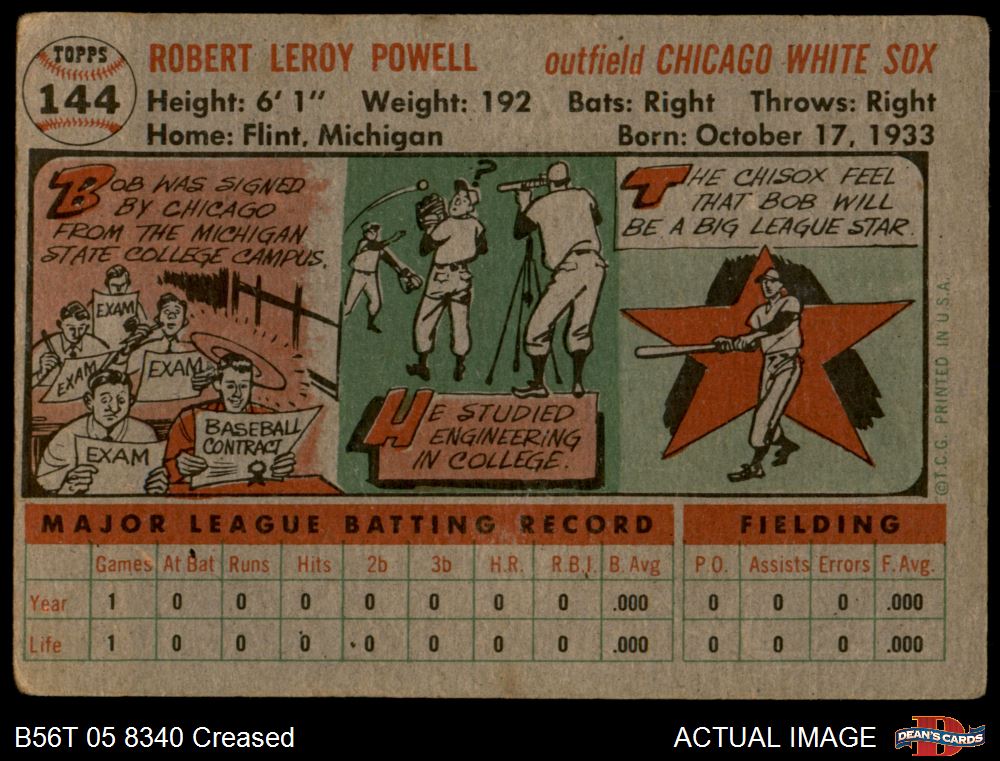 TOPPS
144
ROBERT LEROY POWELL outfield CHICAGO WHITE SOX
Height: 6' 1" Weight: 192 Bats: Right Throws: Right
Home: Flint, Michigan Born: October 17, 1933
BOB WAS SIGNED
BY CHICAGO
FROM THE MICHIGAN
STATE COLLEGE CAMPUS.
EXAM
EXAM
EXAM
EXAM
BASEBALL
CONTRACT
?
HE STUDIED
ENGINEERING
IN COLLEGE.
THE CHISOX FEEL
THAT BOB WILL
BE A BIG LEAGUE STAR.
©T.C.G. PRINTED IN U.S.A.
MAJOR LEAGUE BATTING RECORD FIELDING
Games At Bat Runs Hits 2b 3b H.R. R.B.I. B. Avg P.O. Assists Errors F. Avg.
Year 1 0 0 0 0 0 0 0 .000 0 0 0 .000
Life 1 0 0 0 0 0 0 0 .000 0 0 0 .000
B56T 05 8340 Creased ACTUAL IMAGE DEAN'S CARDS